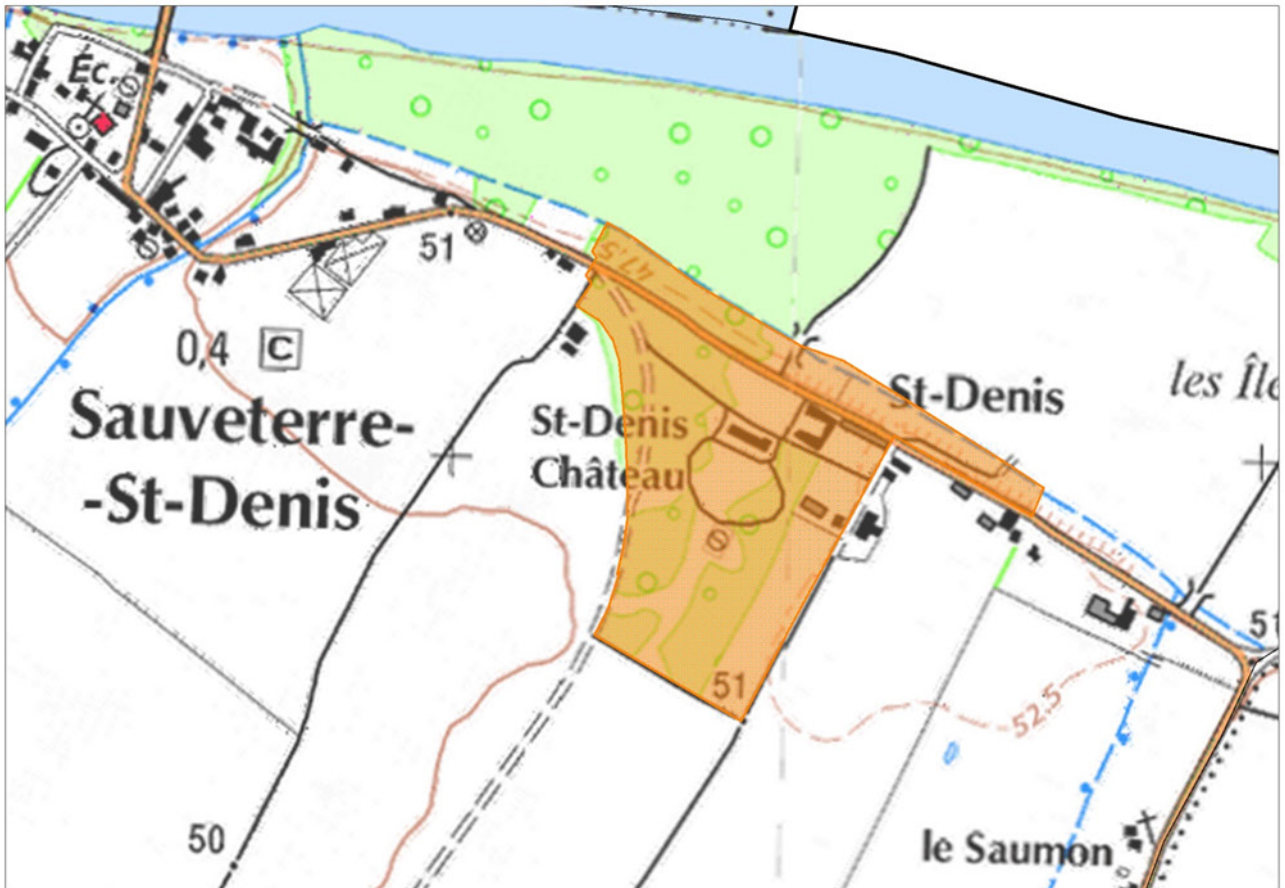 Éc.
51
47,5
0,4
C
Sauveterre-
-St-Denis
St-Denis
Château
St-Denis
les Île
51
51
52.5
50
le Saumon